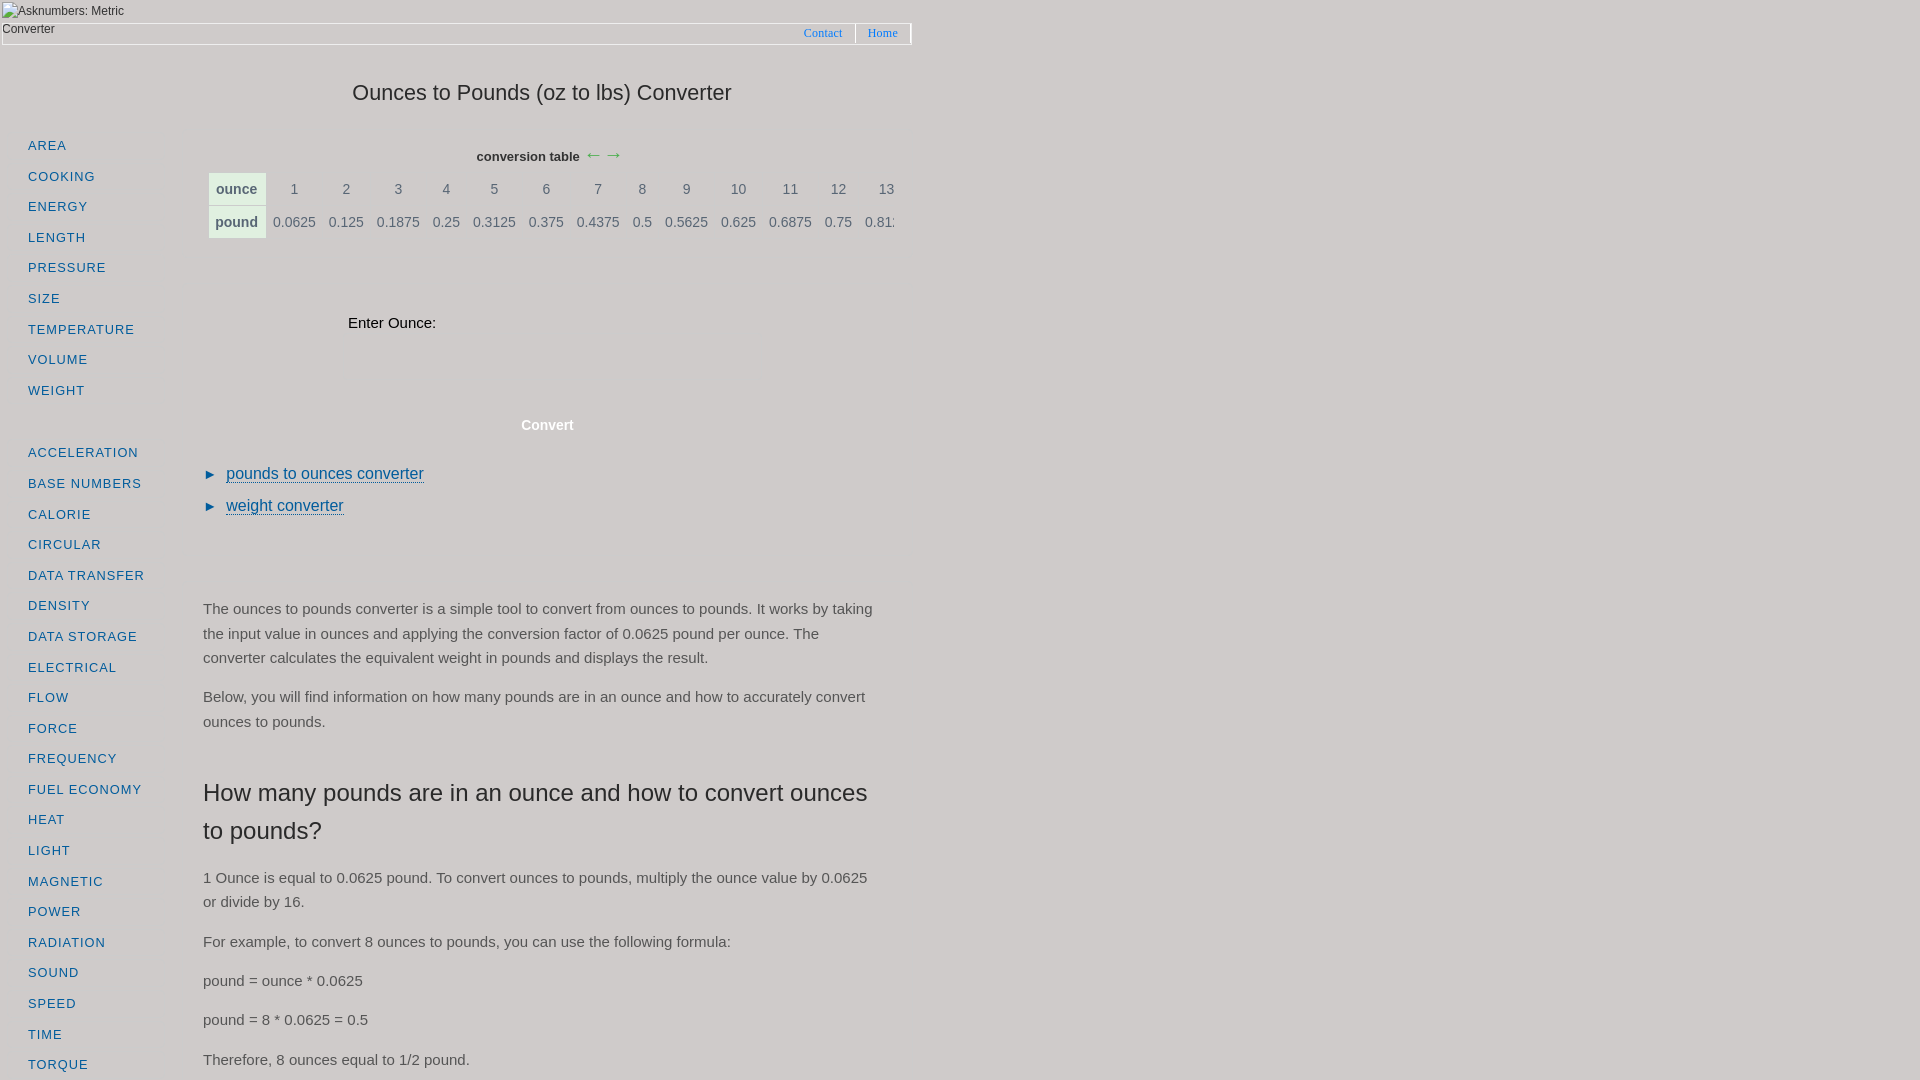 Asknumbers: Metric
Converter
Contact
Home
Ounces to Pounds (oz to lbs) Converter
AREA
COOKING
ENERGY
LENGTH
PRESSURE
SIZE
TEMPERATURE
VOLUME
WEIGHT
ACCELERATION
BASE NUMBERS
CALORIE
CIRCULAR
DATA TRANSFER
DENSITY
DATA STORAGE
ELECTRICAL
FLOW
FORCE
FREQUENCY
FUEL ECONOMY
HEAT
LIGHT
MAGNETIC
POWER
RADIATION
SOUND
SPEED
TIME
TORQUE
conversion table ←→
ounce 1 2 3 4 5 6 7 8 9 10 11 12 13
pound 0.0625 0.125 0.1875 0.25 0.3125 0.375 0.4375 0.5 0.5625 0.625 0.6875 0.75
Enter Ounce:
Convert
► pounds to ounces converter
► weight converter
The ounces to pounds converter is a simple tool to convert from ounces to pounds. It works by taking
the input value in ounces and applying the conversion factor of 0.0625 pound per ounce. The
converter calculates the equivalent weight in pounds and displays the result.
Below, you will find information on how many pounds are in an ounce and how to accurately convert
ounces to pounds.
How many pounds are in an ounce and how to convert ounces
to pounds?
1 Ounce is equal to 0.0625 pound. To convert ounces to pounds, multiply the ounce value by 0.0625
or divide by 16.
For example, to convert 8 ounces to pounds, you can use the following formula:
pound = ounce * 0.0625
pound = 8 * 0.0625 = 0.5
Therefore, 8 ounces equal to 1/2 pound.